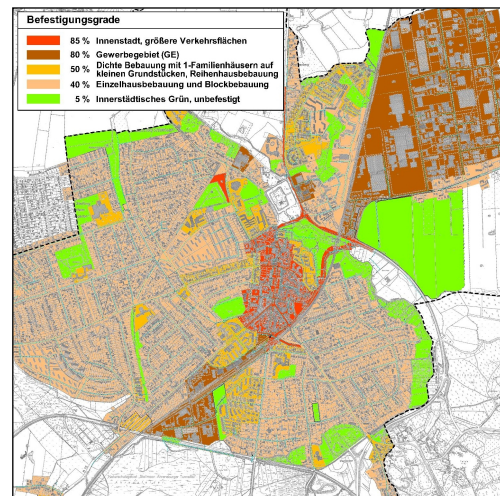 Befestigungsgrade
85 % Innenstadt, größere Verkehrsflächen
80 % Gewerbegebiet (GE)
50 % Dichte Bebauung mit 1-Familienhäusern auf
kleinen Grundstücken, Reihenhausbebauung
40 % Einzelhausbebauung und Blockbebauung
5 % Innerstädtisches Grün, unbefestigt